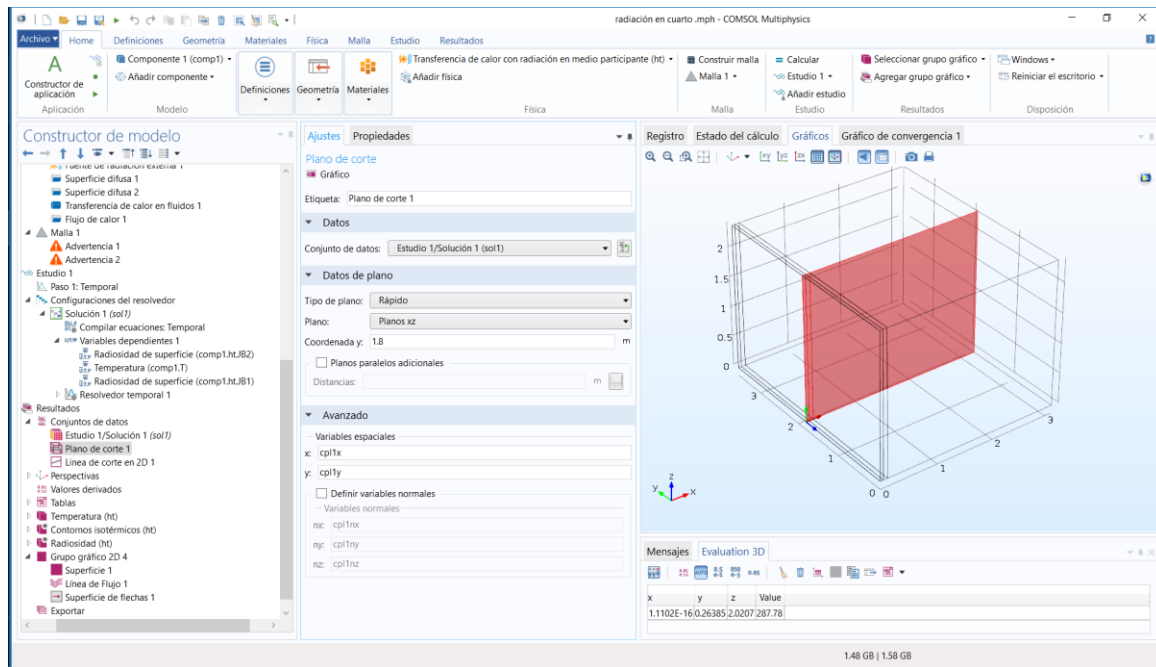 radiación en cuarto .mph - COMSOL Multiphysics
Archivo Home Definiciones Geometría Materiales Física Malla Estudio Resultados
Constructor de aplicación
Aplicación
Componente 1 (comp1)
Añadir componente
Modelo
Definiciones
Geometría
Materiales
Transferencia de calor con radiación en medio participante (ht)
Añadir física
Física
Construir malla
Malla 1
Malla
Calcular
Estudio 1
Añadir estudio
Estudio
Seleccionar grupo gráfico
Agregar grupo gráfico
Resultados
Windows
Reiniciar el escritorio
Disposición
Constructor de modelo
Fuente de radiación externa 1
Superficie difusa 1
Superficie difusa 2
Transferencia de calor en fluidos 1
Flujo de calor 1
Malla 1
Advertencia 1
Advertencia 2
Estudio 1
Paso 1: Temporal
Configuraciones del resolvedor
Solución 1 (sol1)
Compilar ecuaciones: Temporal
Variables dependientes 1
Radiosidad de superficie (comp1.ht.JB2)
Temperatura (comp1.T)
Radiosidad de superficie (comp1.ht.JB1)
Resolvedor temporal 1
Resultados
Conjuntos de datos
Estudio 1/Solución 1 (sol1)
Plano de corte 1
Linea de corte en 2D 1
Perspectivas
Valores derivados
Tablas
Temperatura (ht)
Contornos isotérmicos (ht)
Radiosidad (ht)
Grupo gráfico 2D 4
Superficie 1
Línea de Flujo 1
Superficie de flechas 1
Exportar
Ajustes Propiedades
Plano de corte
Gráfico
Etiqueta: Plano de corte 1
Datos
Conjunto de datos: Estudio 1/Solución 1 (sol1)
Datos de plano
Tipo de plano: Rápido
Plano: Planos xz
Coordenada y: 1.8 m
Planos paralelos adicionales
Distancias: m
Avanzado
Variables espaciales
x: cpl1x
y: cpl1y
Definir variables normales
Variables normales
nx: cpl1nx
ny: cpl1ny
nz: cpl1nz
Registro Estado del cálculo Gráficos Gráfico de convergencia 1
2
1.5
1
0.5
0
3
2
1
0 0
1
2
3
z
y x
Mensajes Evaluation 3D
x y z Value
1.1102E-16 0.26385 2.0207 287.78
1.48 GB | 1.58 GB